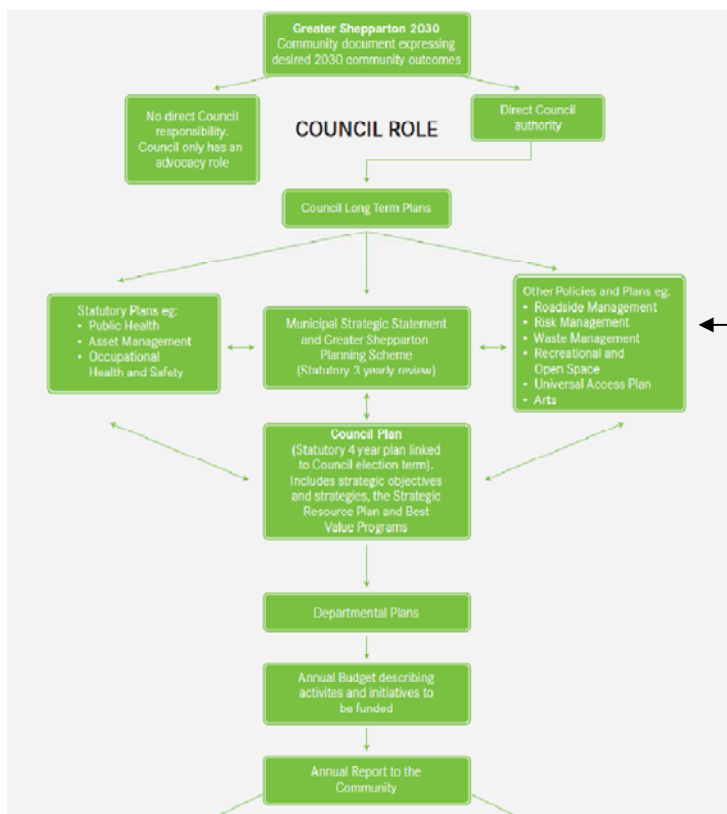 Greater Shepparton 2030
Community document expressing
desired 2030 community outcomes
No direct Council
responsibility.
Council only has an
advocacy role
COUNCIL ROLE
Direct Council
authority
Council Long Term Plans
Statutory Plans eg:
• Public Health
• Asset Management
• Occupational
Health and Safety
Municipal Strategic Statement
and Greater Shepparton
Planning Scheme
(Statutory 3 yearly review)
Other Policies and Plans eg:
• Roadside Management
• Risk Management
• Waste Management
• Recreational and
Open Space
• Universal Access Plan
• Arts
Council Plan
(Statutory 4 year plan linked
to Council election term).
Includes strategic objectives
and strategies, the Strategic
Resource Plan and Best
Value Programs
Departmental Plans
Annual Budget describing
activites and initiatives to
be funded
Annual Report to the
Community